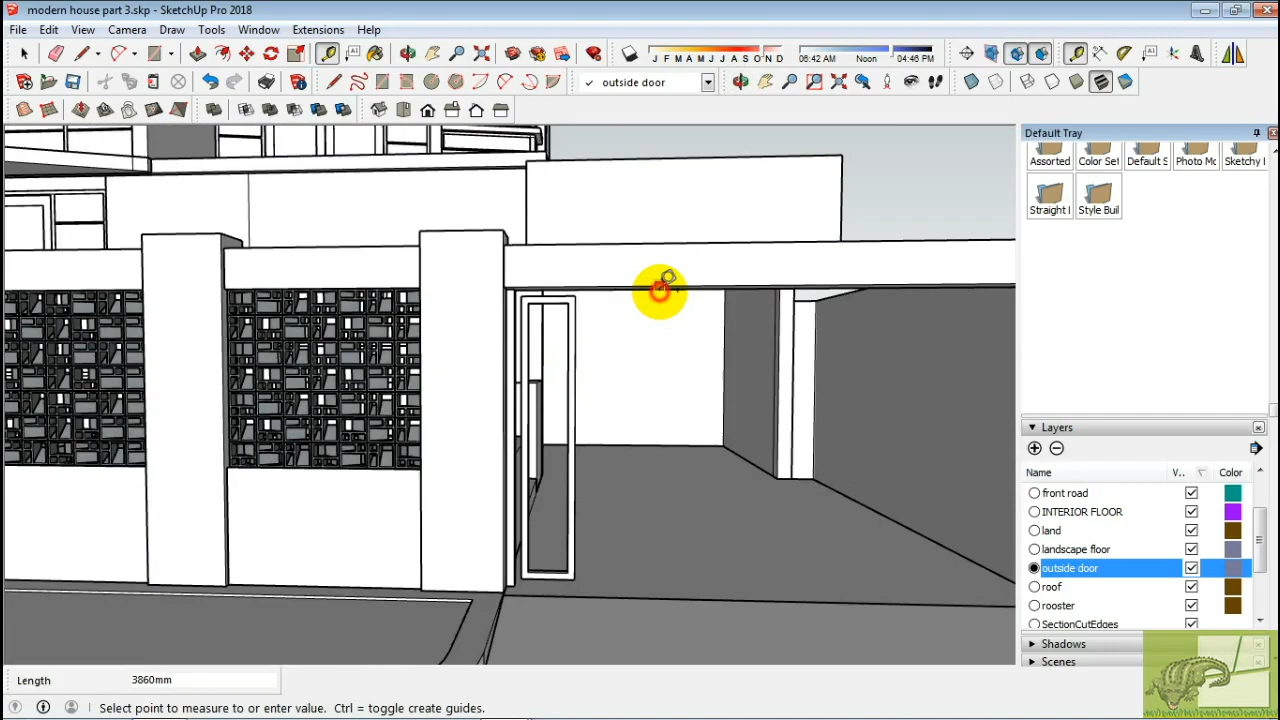 modern house part 3.skp - SketchUp Pro 2018
File Edit View Camera Draw Tools Window Extensions Help
J F M A M J J A S O N D 06:42 AM Noon 04:46 PM
outside door
Default Tray
Assorted Color Sel Default S Photo Mo Sketchy I
Straight I Style Buil
Layers
Name V.. Color
front road
INTERIOR FLOOR
land
landscape floor
outside door
roof
rooster
SectionCutEdges
Shadows
Scenes
Length 3860mm
Select point to measure to or enter value. Ctrl = toggle create guides.